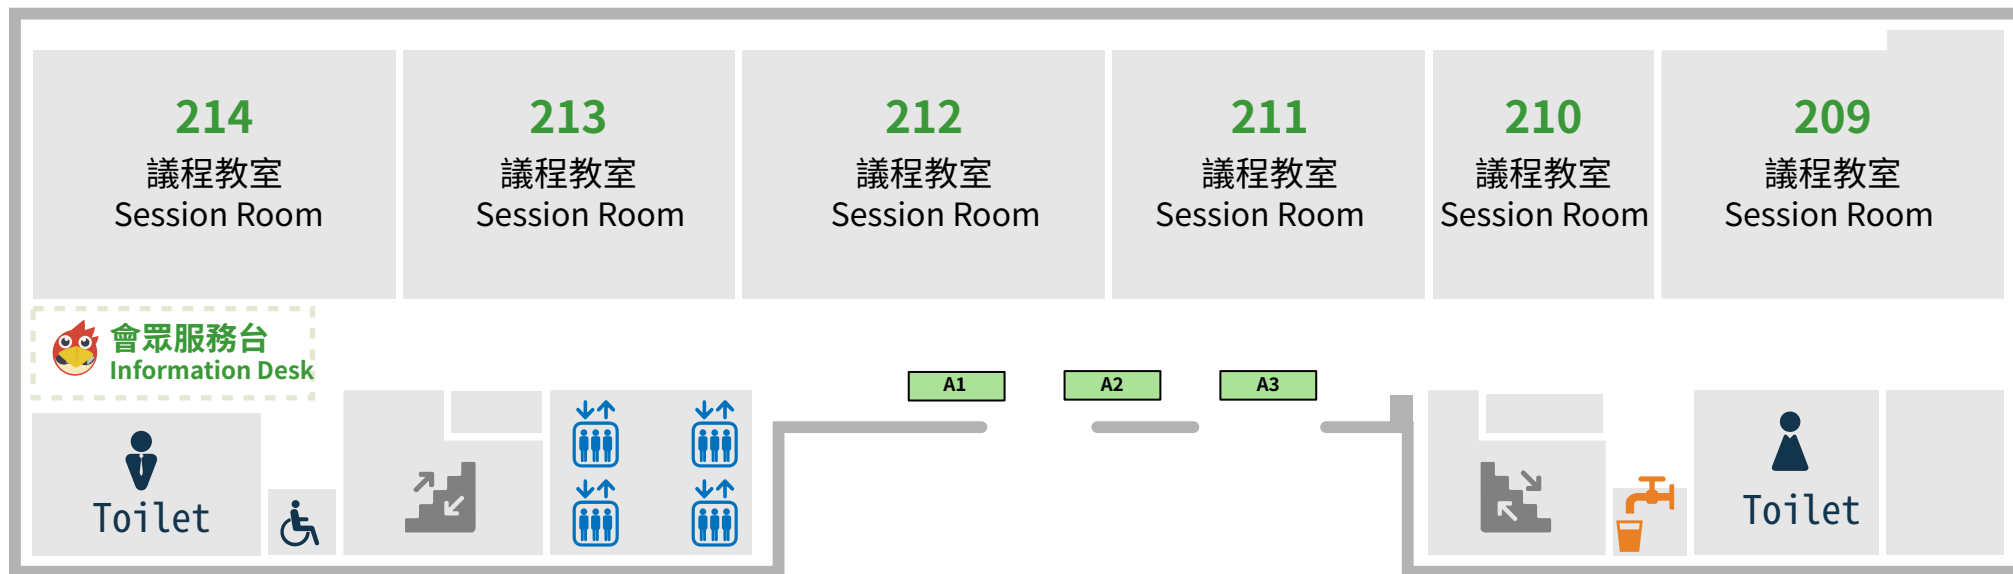 214
議程教室
Session Room
213
議程教室
Session Room
212
議程教室
Session Room
211
議程教室
Session Room
210
議程教室
Session Room
209
議程教室
Session Room
會眾服務台
Information Desk
A1
A2
A3
Toilet
Toilet